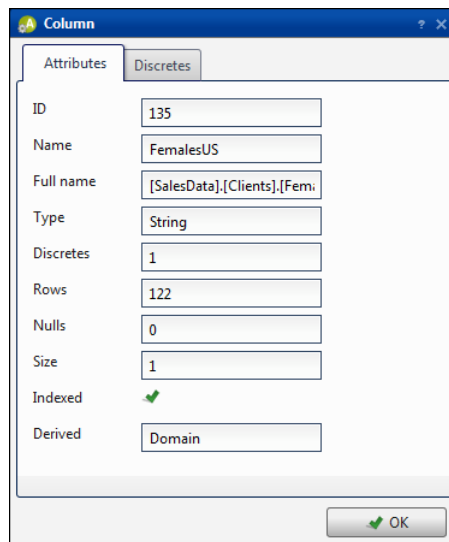 Column
? ×
Attributes Discretes
ID 135
Name FemalesUS
Full name [SalesData].[Clients].[Fema
Type String
Discretes 1
Rows 122
Nulls 0
Size 1
Indexed
Derived Domain
OK